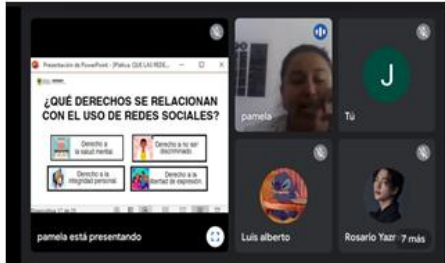 Presentación de PowerPoint - [Platica QUE LAS REDE...
¿QUÉ DERECHOS SE RELACIONAN
CON EL USO DE REDES SOCIALES?
Derecho a
la salud mental.
Derecho a no ser
discriminado.
Derecho a la
integridad personal.
Derecho a la
libertad de expresión.
pamela está presentando
pamela
J
Tú
Luis alberto
Rosario Yazr
7 más